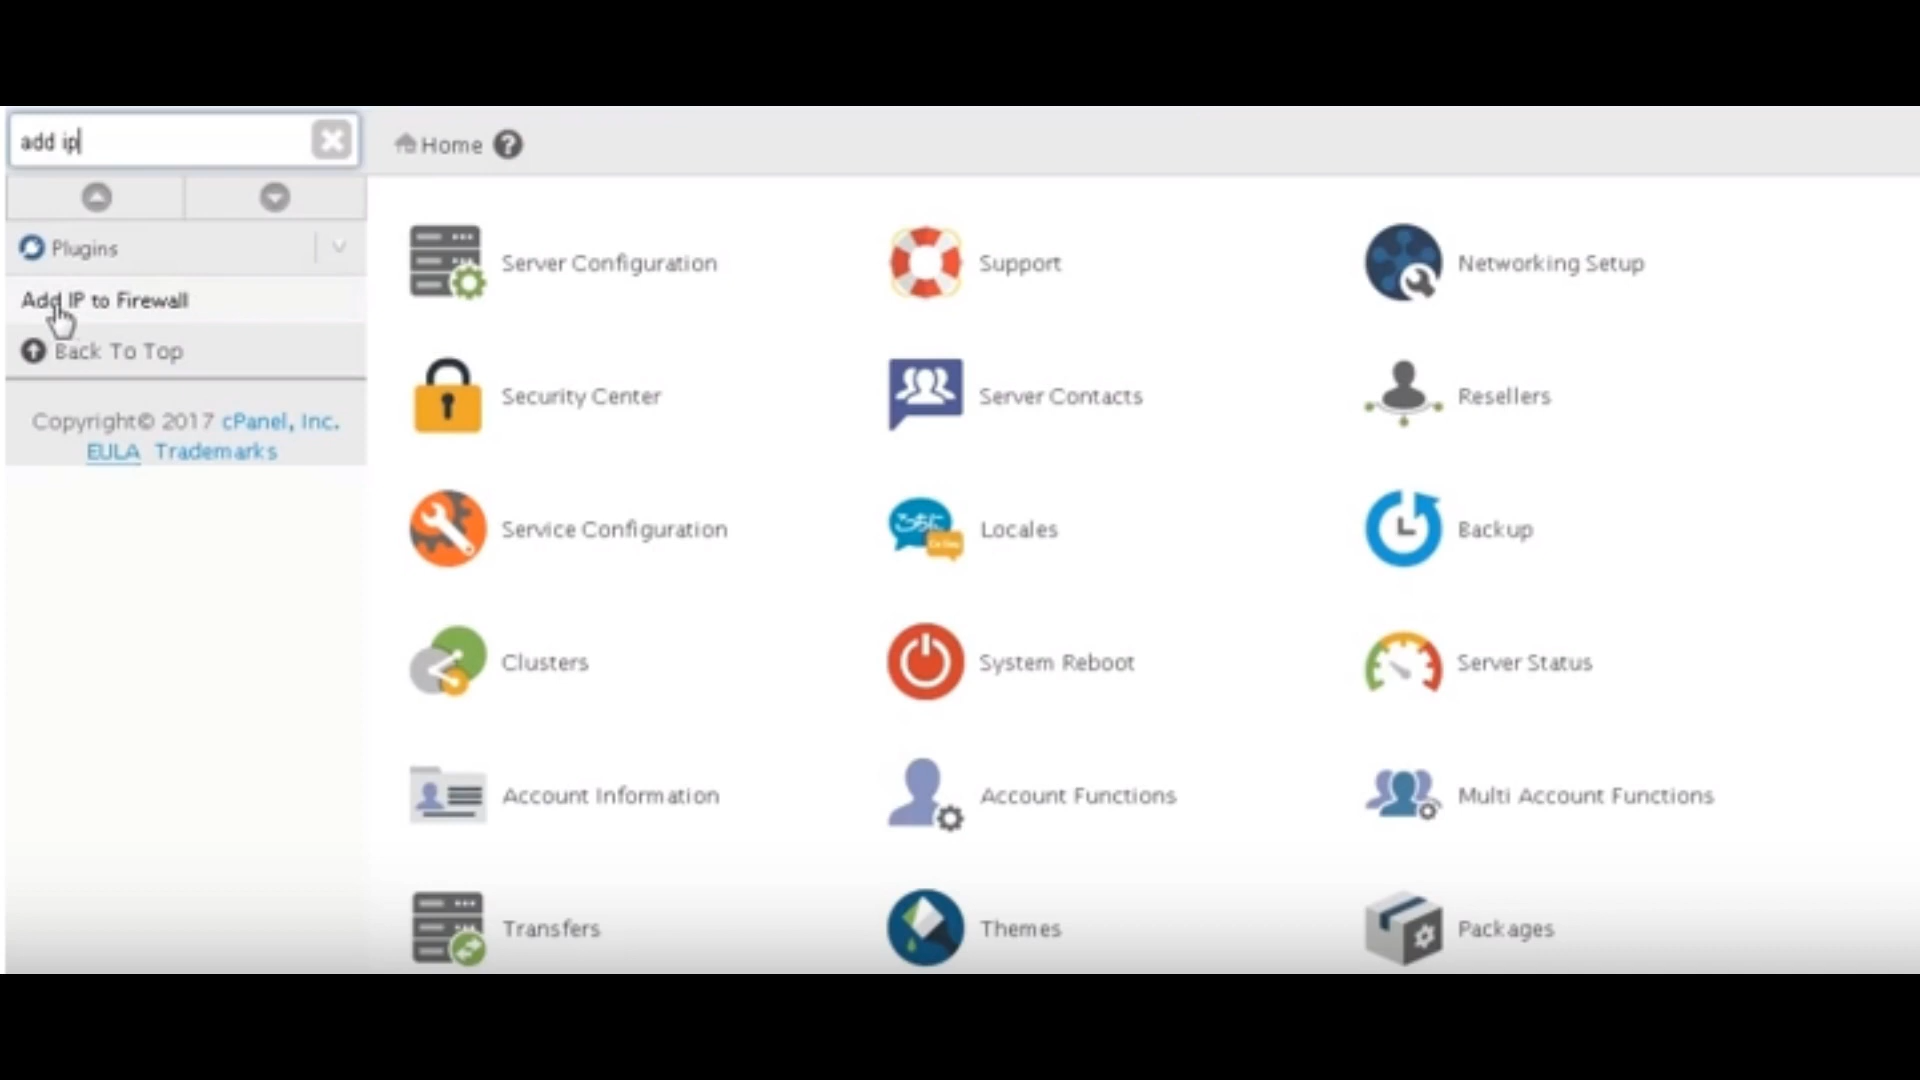 add ip
Home
Plugins
Add IP to Firewall
Back To Top
Copyright© 2017 cPanel, Inc.
EULA Trademarks
Server Configuration
Support
Networking Setup
Security Center
Server Contacts
Resellers
Service Configuration
Locales
Backup
Clusters
System Reboot
Server Status
Account Information
Account Functions
Multi Account Functions
Transfers
Themes
Packages